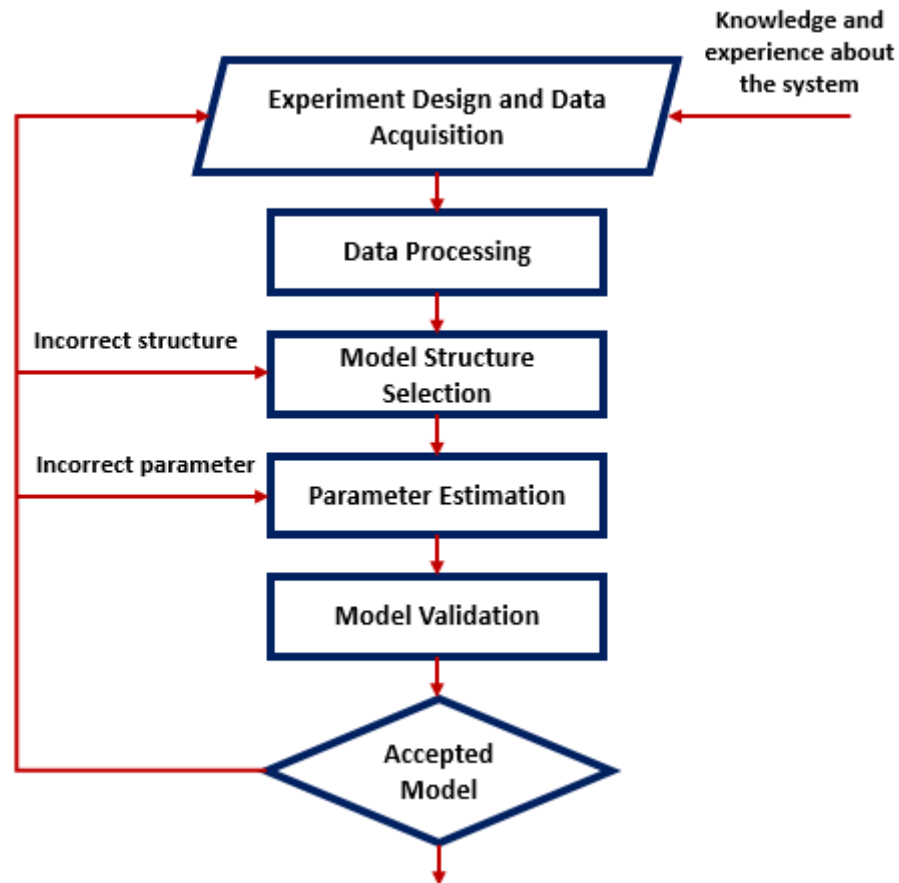 Knowledge and
experience about
the system
Experiment Design and Data
Acquisition
Data Processing
Incorrect structure
Model Structure
Selection
Incorrect parameter
Parameter Estimation
Model Validation
Accepted
Model